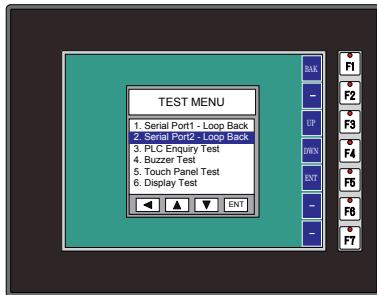 TEST MENU
1. Serial Port1 - Loop Back
2. Serial Port2 - Loop Back
3. PLC Enquiry Test
4. Buzzer Test
5. Touch Panel Test
6. Display Test
ENT
BAK
–
UP
DWN
ENT
–
–
F1
F2
F3
F4
F5
F6
F7